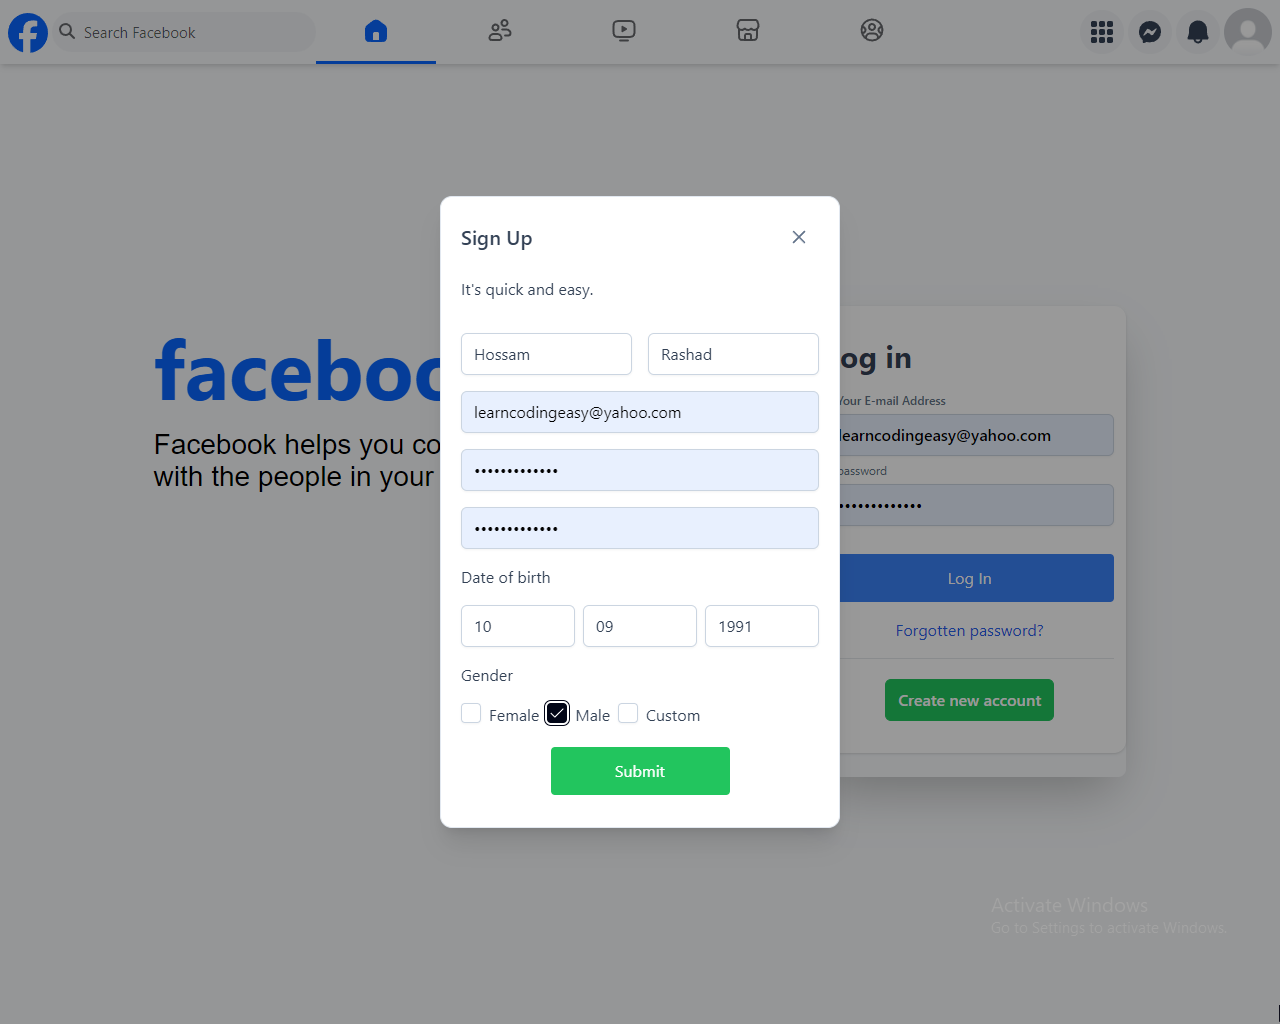 Search Facebook
Sign Up
It's quick and easy.
Hossam Rashad
learncodingeasy@yahoo.com
•••••••••••••
•••••••••••••
Date of birth
10 09 1991
Gender
Female Male Custom
Submit
faceboo
Facebook helps you co
with the people in your
og in
Your E-mail Address
learncodingeasy@yahoo.com
password
•••••••••••••
Log In
Forgotten password?
Create new account
Activate Windows
Go to Settings to activate Windows.